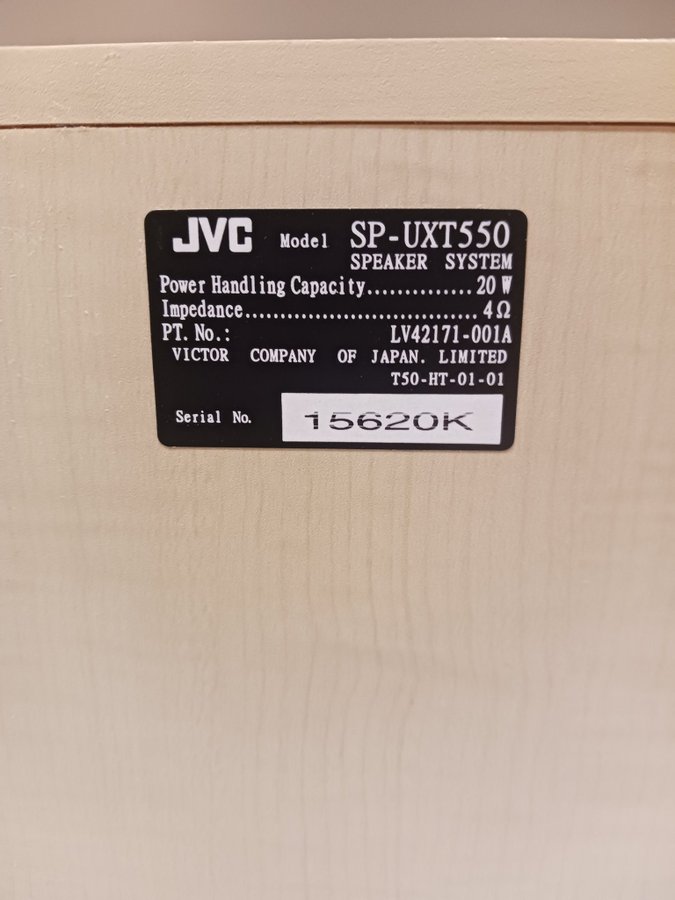 JVC Model SP-UXT550
SPEAKER SYSTEM
Power Handling Capacity............... 20 W
Impedance................................. 4Ω
PT. No.: LV42171-001A
VICTOR COMPANY OF JAPAN. LIMITED
T50-HT-01-01
Serial No. 15620K